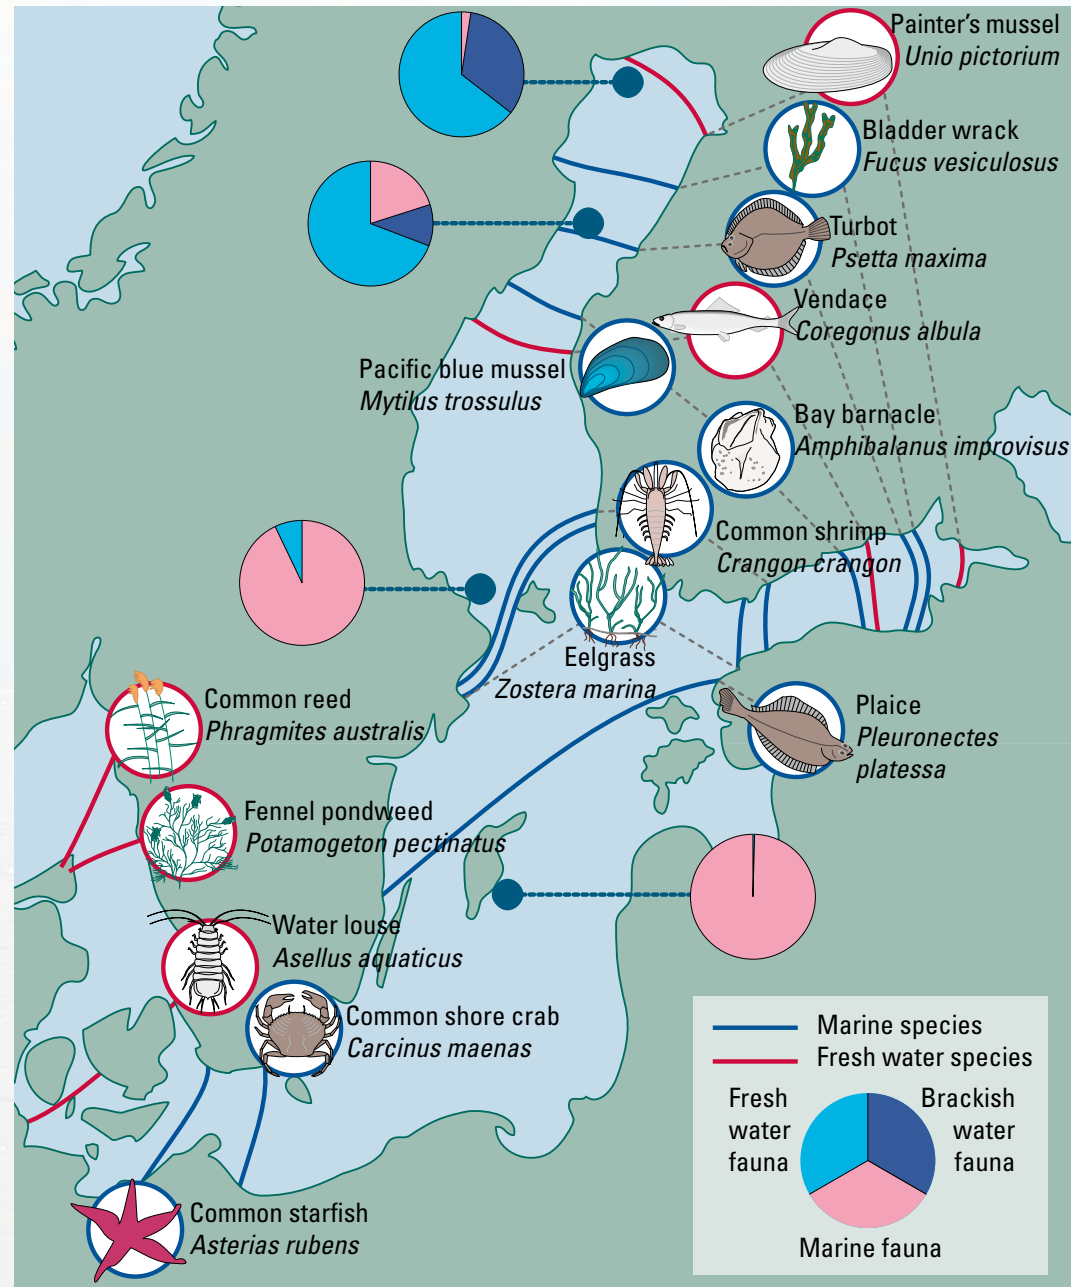 Painter's mussel
Unio pictorium
Bladder wrack
Fucus vesiculosus
Turbot
Psetta maxima
Vendace
Coregonus albula
Pacific blue mussel
Mytilus trossulus
Bay barnacle
Amphibalanus improvisus
Common shrimp
Crangon crangon
Eelgrass
Zostera marina
Common reed
Phragmites australis
Plaice
Pleuronectes
platessa
Fennel pondweed
Potamogeton pectinatus
Water louse
Asellus aquaticus
Common shore crab
Carcinus maenas
Common starfish
Asterias rubens
Marine species
Fresh water species
Fresh
water
fauna
Brackish
water
fauna
Marine fauna